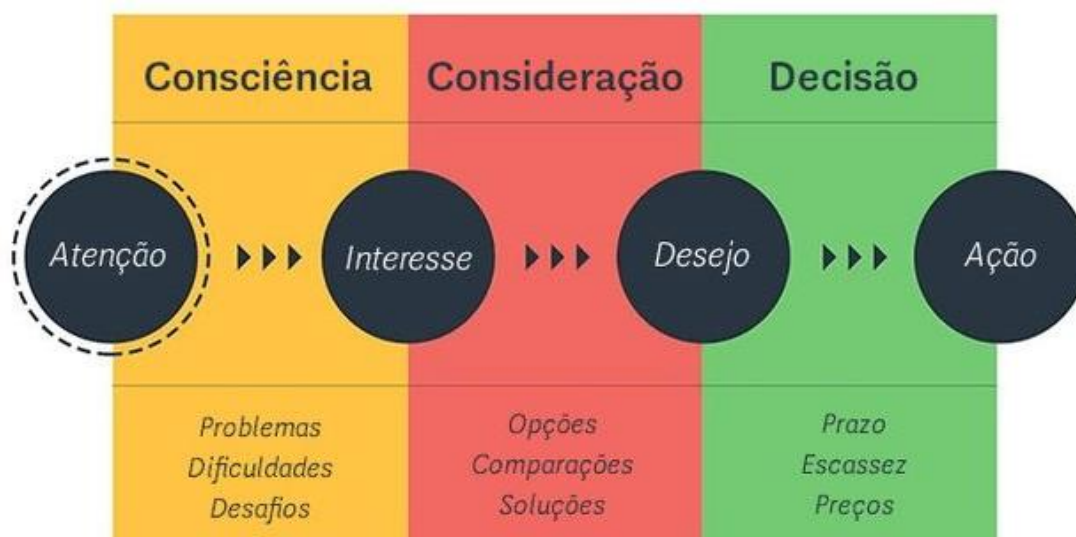 Consciência
Consideração
Decisão
Atenção
Interesse
Desejo
Ação
Problemas
Dificuldades
Desafios
Opções
Comparações
Soluções
Prazo
Escassez
Preços